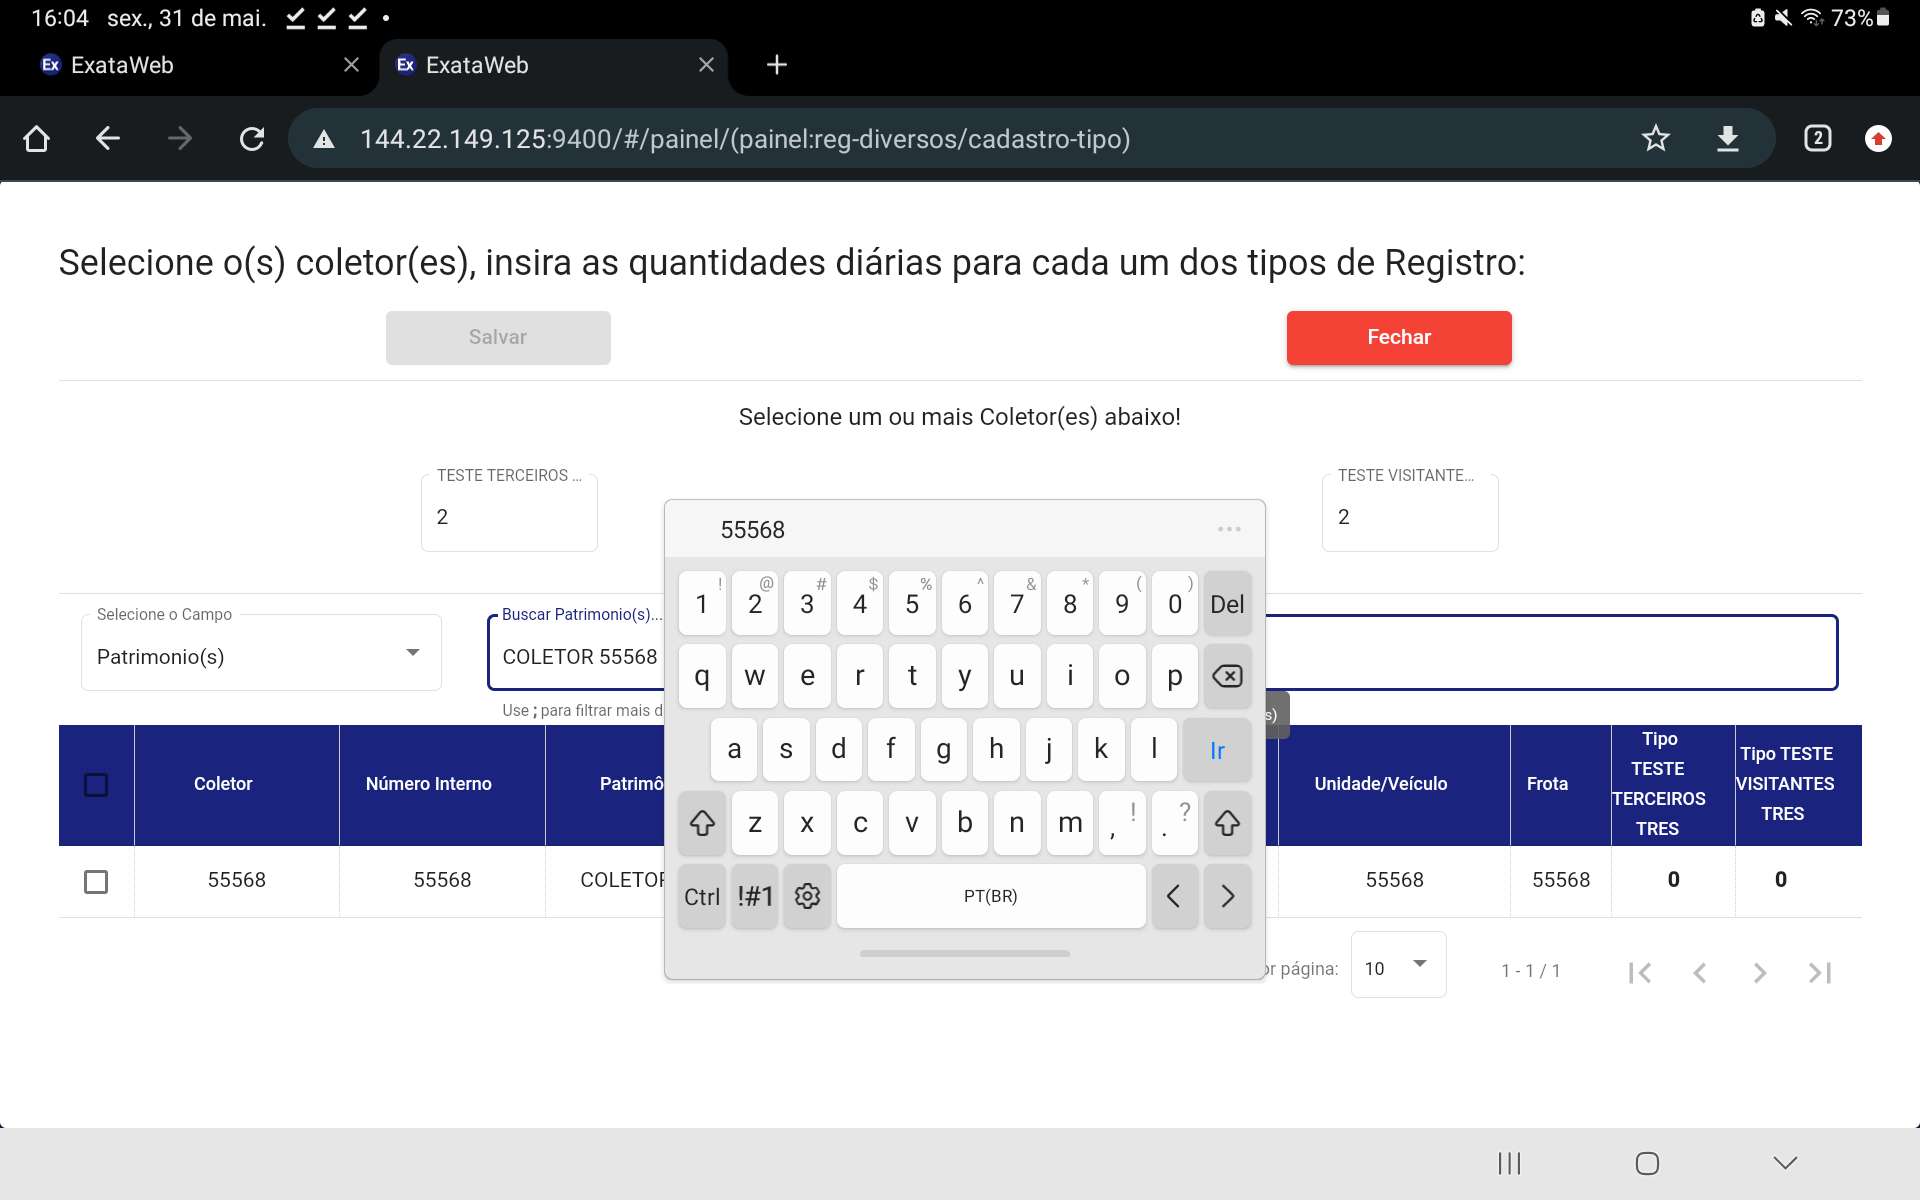 16:04 sex., 31 de mai. 73%
Ex ExataWeb
Ex ExataWeb
144.22.149.125:9400/#/painel/(painel:reg-diversos/cadastro-tipo)
2
Selecione o(s) coletor(es), insira as quantidades diárias para cada um dos tipos de Registro:
Salvar
Fechar
Selecione um ou mais Coletor(es) abaixo!
TESTE TERCEIROS ...
2
TESTE VISITANTE...
2
Selecione o Campo
Patrimonio(s)
Buscar Patrimonio(s)...
COLETOR 55568
Use ; para filtrar mais d
s)
55568
! @ # $ % ^ & * ( )
1 2 3 4 5 6 7 8 9 0 Del
q w e r t y u i o p
a s d f g h j k l Ir
z x c v b n m , ! . ?
Ctrl !#1 PT(BR)
Coletor
Número Interno
Patrimô
Unidade/Veículo
Frota
Tipo
TESTE
TERCEIROS
TRES
Tipo TESTE
VISITANTES
TRES
55568 55568 COLETOR 55568 55568 0 0
or página: 10 1 - 1 / 1